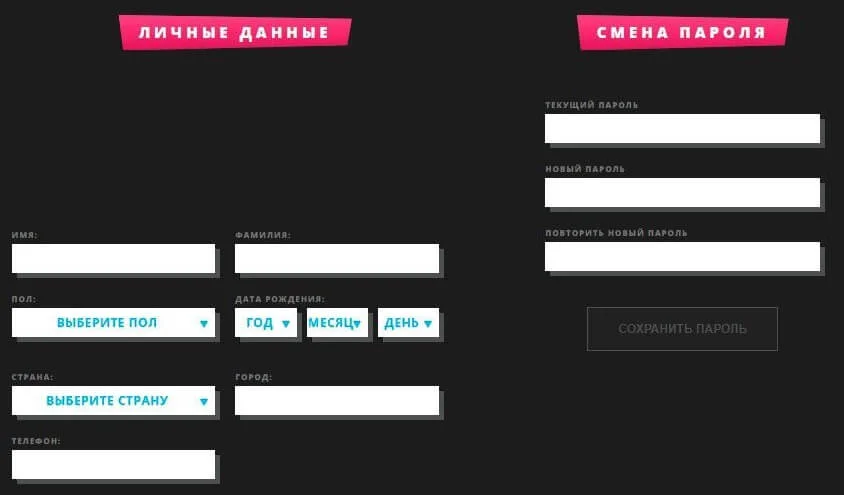 ЛИЧНЫЕ ДАННЫЕ
ИМЯ:
ФАМИЛИЯ:
ПОЛ:
ДАТА РОЖДЕНИЯ:
ВЫБЕРИТЕ ПОЛ
ГОД
МЕСЯЦ
ДЕНЬ
СТРАНА:
ГОРОД:
ВЫБЕРИТЕ СТРАНУ
ТЕЛЕФОН:
СМЕНА ПАРОЛЯ
ТЕКУЩИЙ ПАРОЛЬ
НОВЫЙ ПАРОЛЬ
ПОВТОРИТЬ НОВЫЙ ПАРОЛЬ
СОХРАНИТЬ ПАРОЛЬ